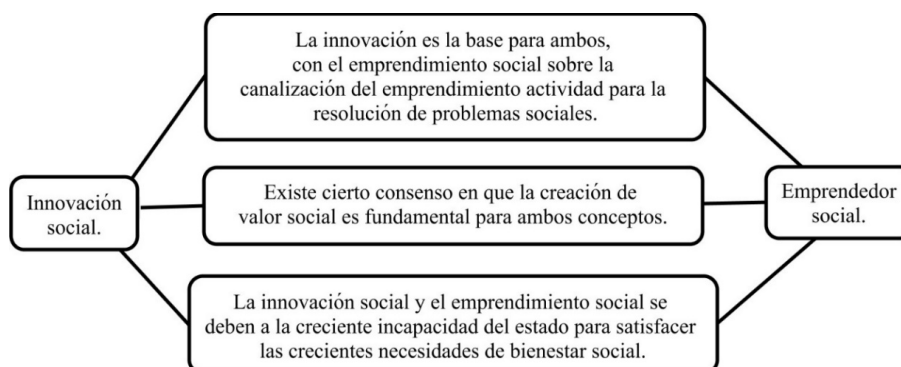 La innovación es la base para ambos,
con el emprendimiento social sobre la
canalización del emprendimiento actividad para la
resolución de problemas sociales.
Innovación
social.
Existe cierto consenso en que la creación de
valor social es fundamental para ambos conceptos.
Emprendedor
social.
La innovación social y el emprendimiento social se
deben a la creciente incapacidad del estado para satisfacer
las crecientes necesidades de bienestar social.